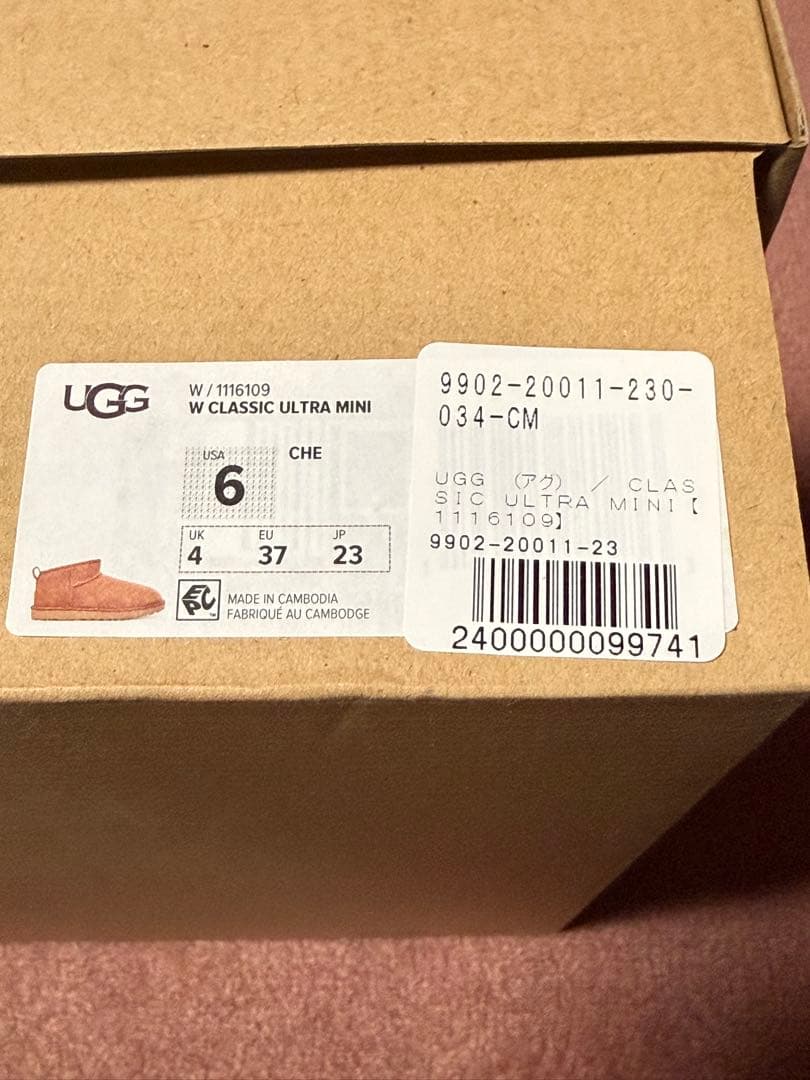 UGG
W / 1116109
W CLASSIC ULTRA MINI
USA
6
CHE
UK EU JP
4 37 23
EPC
MADE IN CAMBODIA
FABRIQUÉ AU CAMBODGE
9902-20011-230-
034-CM
UGG (アグ) / CLAS
SIC ULTRA MINI【
1116109】
9902-20011-23
2400000099741